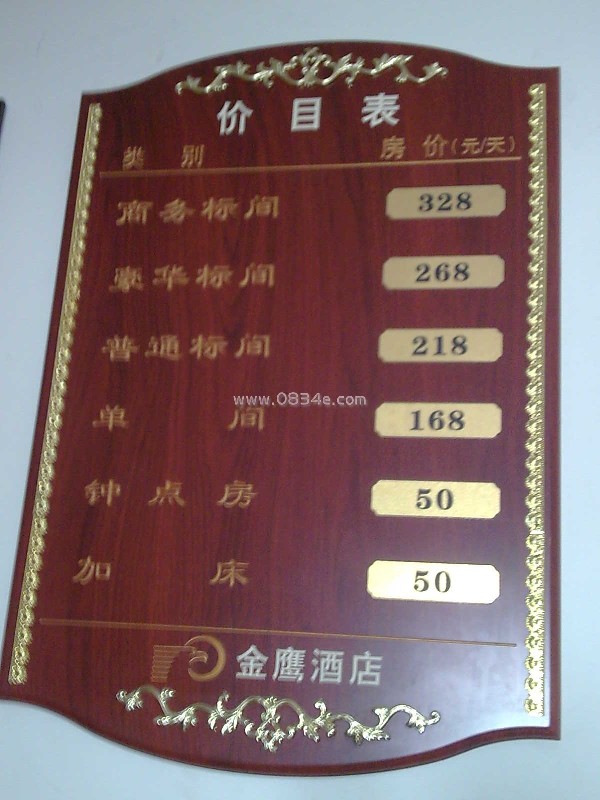 价目表
类别 房价(元/天)
商务标间 328
豪华标间 268
普通标间 218
www.0834e.com
单间 168
钟点房 50
加床 50
金鹰酒店